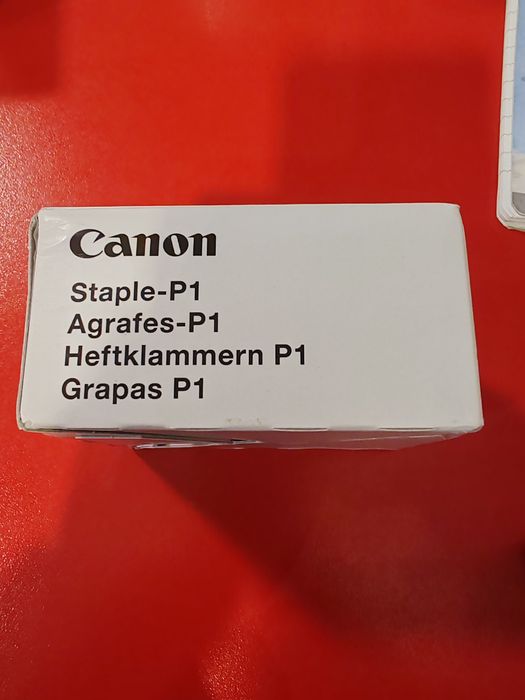 Canon
Staple-P1
Agrafes-P1
Heftklammern P1
Grapas P1